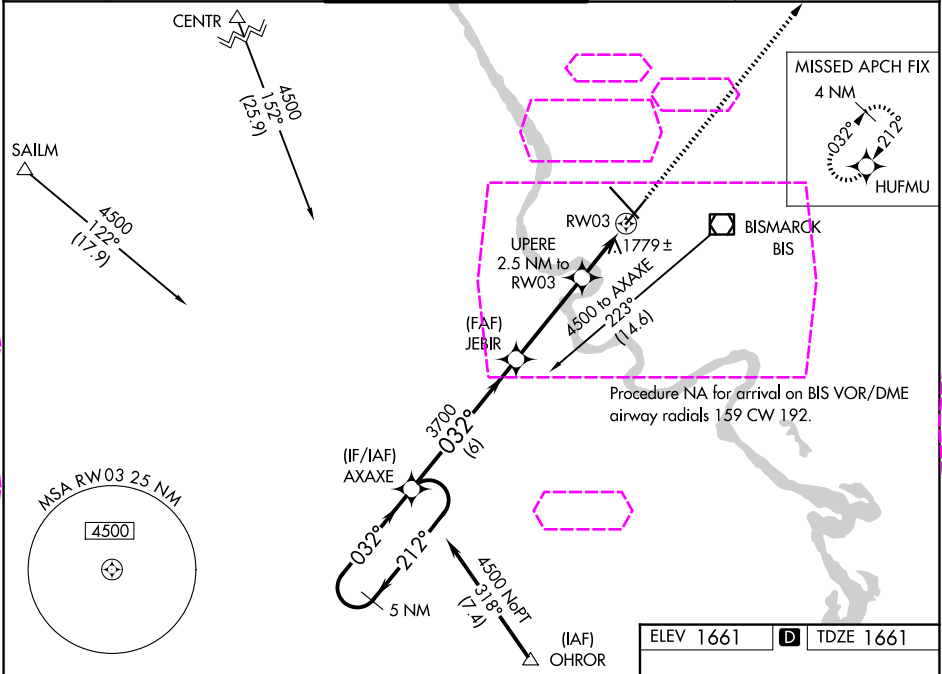 CENTR
4500
152°
(25.9)
SAILM
4500
122°
(17.9)
MISSED APCH FIX
4 NM
032°
212°
HUFMU
RW03
1779 ±
BISMARCK
BIS
UPERE
2.5 NM to
RW03
4500 to AXAXE
223°
(14.6)
(FAF)
JEBIR
Procedure NA for arrival on BIS VOR/DME
airway radials 159 CW 192.
3700
032°
(6)
(IF/IAF)
AXAXE
032°
212°
5 NM
MSA RW03 25 NM
4500
4500 NoPT
318°
(7.4)
(IAF)
OHROR
ELEV 1661 D TDZE 1661